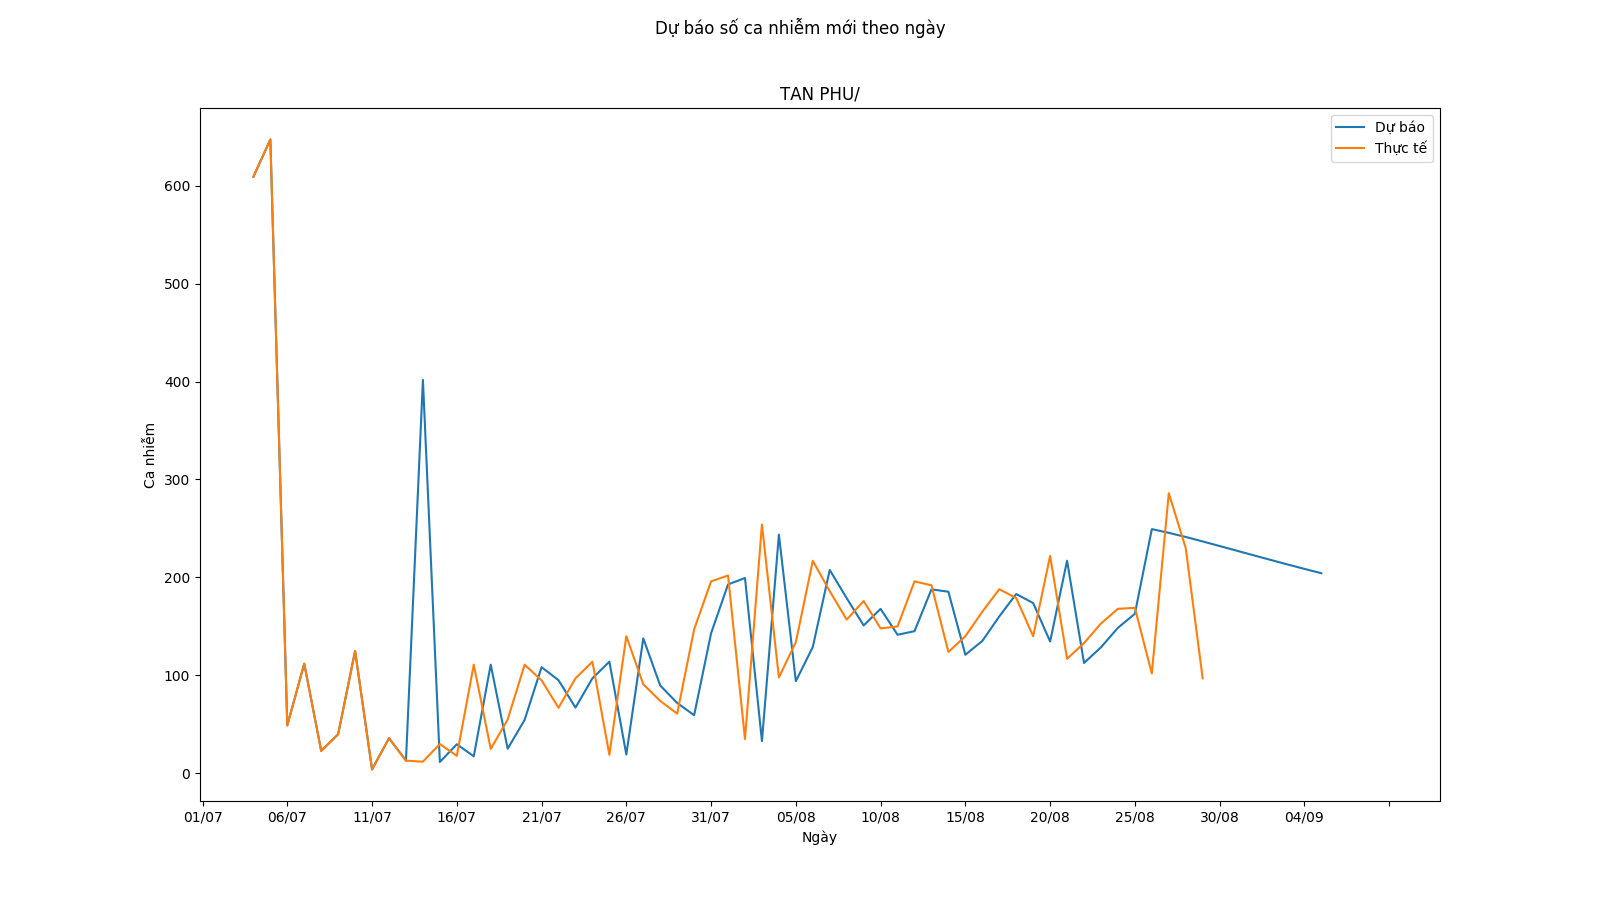 Dự báo số ca nhiễm mới theo ngày
TAN PHU/
Dự báo
Thực tế
600
500
400
300
200
100
0
Ca nhiễm
01/07 06/07 11/07 16/07 21/07 26/07 31/07 05/08 10/08 15/08 20/08 25/08 30/08 04/09
Ngày